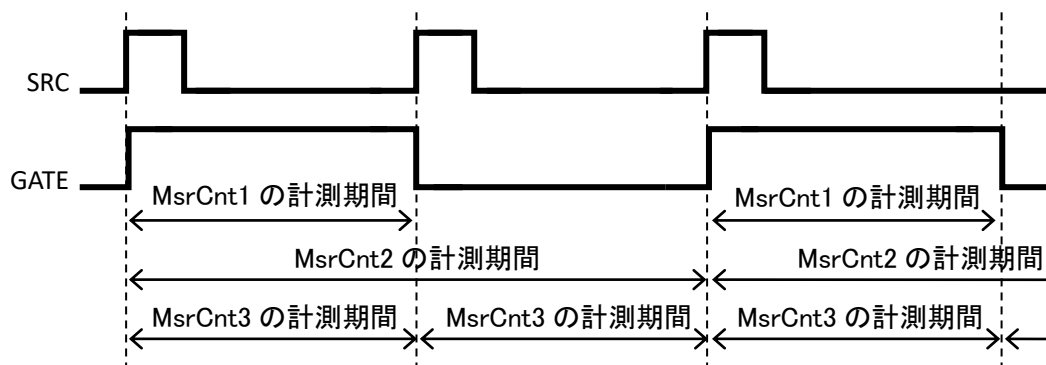 SRC
GATE
MsrCnt1 の計測期間 MsrCnt1 の計測期間
MsrCnt2 の計測期間 MsrCnt2 の計測期間
MsrCnt3 の計測期間 MsrCnt3 の計測期間 MsrCnt3 の計測期間